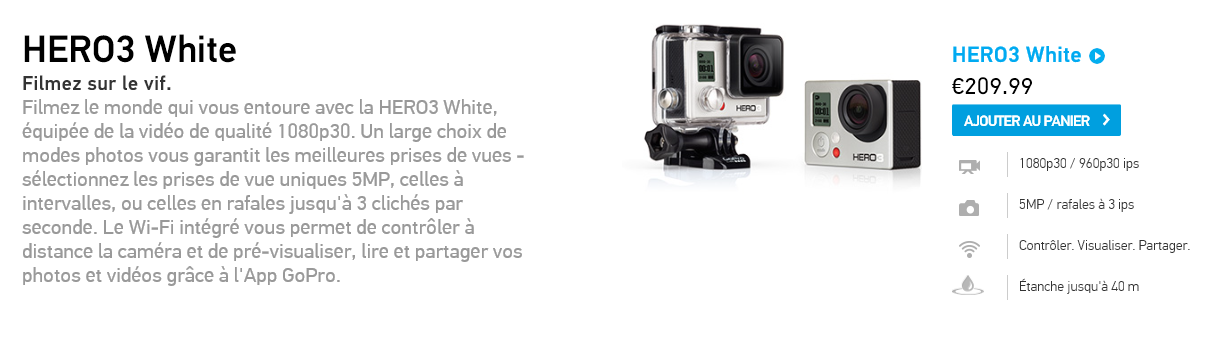 HERO3 White
Filmez sur le vif.
Filmez le monde qui vous entoure avec la HERO3 White,
équipée de la vidéo de qualité 1080p30. Un large choix de
modes photos vous garantit les meilleures prises de vues -
sélectionnez les prises de vue uniques 5MP, celles à
intervalles, ou celles en rafales jusqu'à 3 clichés par
seconde. Le Wi-Fi intégré vous permet de contrôler à
distance la caméra et de pré-visualiser, lire et partager vos
photos et vidéos grâce à l'App GoPro.
HERO3
HERO3
HERO3 White
€209.99
AJOUTER AU PANIER
1080p30 / 960p30 ips
5MP / rafales à 3 ips
Contrôler. Visualiser. Partager.
Étanche jusqu'à 40 m